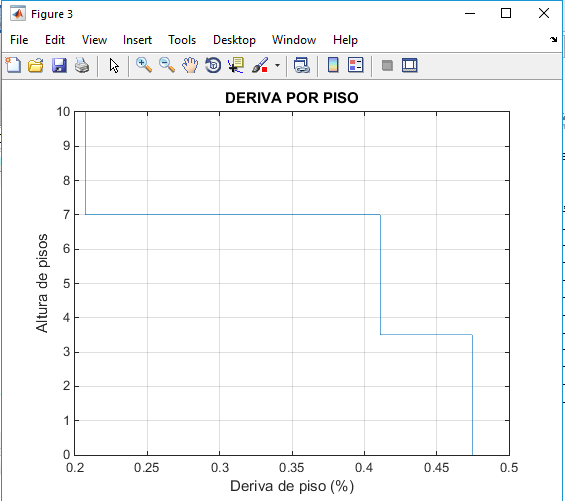 Figure 3
File Edit View Insert Tools Desktop Window Help
DERIVA POR PISO
Altura de pisos
10
9
8
7
6
5
4
3
2
1
0
0.2 0.25 0.3 0.35 0.4 0.45 0.5
Deriva de piso (%)